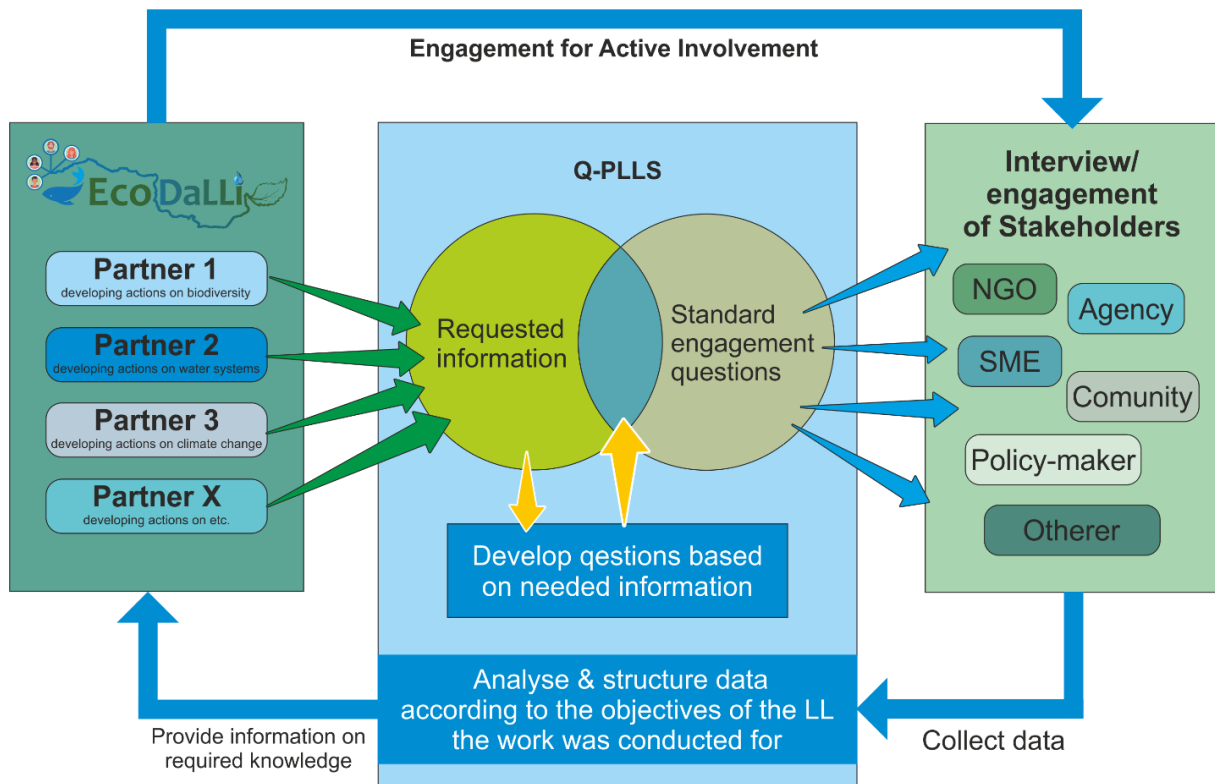 Engagement for Active Involvement
EcoDaLLi
Partner 1
developing actions on biodiversity
Partner 2
developing actions on water systems
Partner 3
developing actions on climate change
Partner X
developing actions on etc.
Q-PLLS
Requested
information
Standard
engagement
questions
Develop qestions based
on needed information
Analyse & structure data
according to the objectives of the LL
the work was conducted for
Interview/
engagement
of Stakeholders
NGO
Agency
SME
Comunity
Policy-maker
Otherer
Collect data
Provide information on
required knowledge